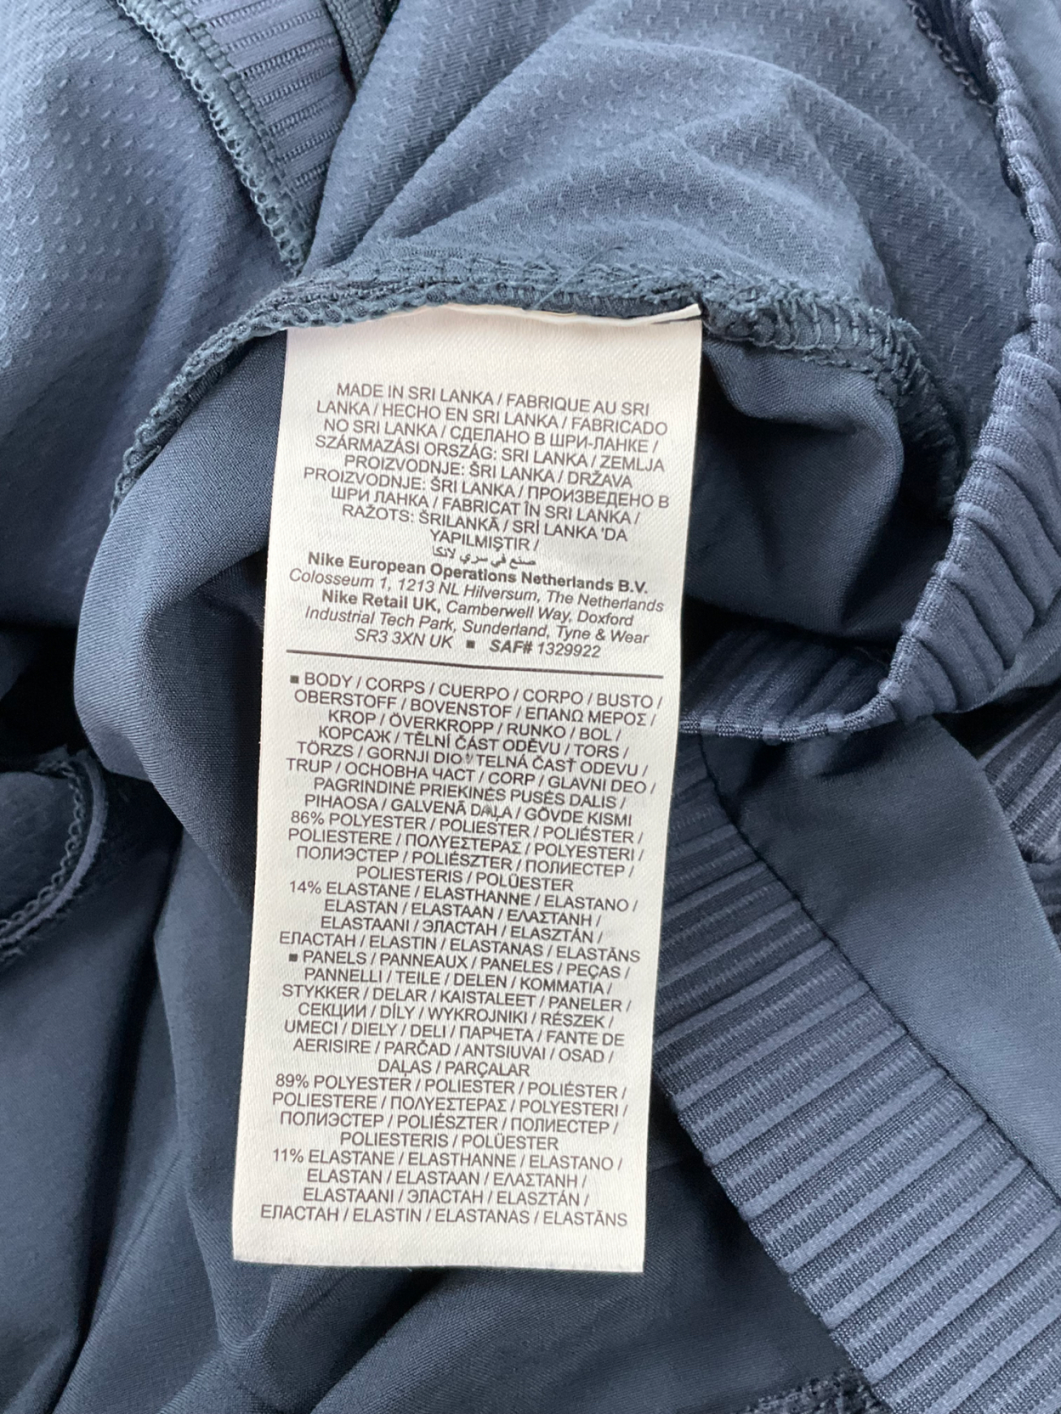 MADE IN SRI LANKA / FABRIQUE AU SRI
LANKA / HECHO EN SRI LANKA / FABRICADO
NO SRI LANKA / СДЕЛАНО В ШРИ-ЛАНКЕ /
SZÁRMAZÁSI ORSZÁG: SRI LANKA / ZEMLJA
PROIZVODNJE: ŠRI LANKA / DRŽAVA
PROIZVODNJE: ŠRI LANKA / ПРОИЗВЕДЕНО В
ШРИ ЛАНКА / FABRICAT ÎN SRI LANKA /
RAŽOTS: ŠRILANKĀ / SRİ LANKA 'DA
YAPILMIŞTIR /
صنع في سري لانكا
Nike European Operations Netherlands B.V.
Colosseum 1, 1213 NL Hilversum, The Netherlands
Nike Retail UK, Camberwell Way, Doxford
Industrial Tech Park, Sunderland, Tyne & Wear
SR3 3XN UK ■ SAF# 1329922
■ BODY / CORPS / CUERPO / CORPO / BUSTO /
OBERSTOFF / BOVENSTOF / ΕΠΑΝΩ ΜΕΡΟΣ /
KROP / ÖVERKROPP / RUNKO / BOL /
КОРСАЖ / TĚLNÍ ČÁST ODĚVU / TORS /
TÖRZS / GORNJI DIO / TELNÁ ČASŤ ODEVU /
TRUP / ОСНОВНА ЧАСТ / CORP / GLAVNI DEO /
PAGRINDINĖ PRIEKINĖS PUSĖS DALIS /
PIHAOSA / GALVENĀ DAĻA / GÖVDE KISMI
86% POLYESTER / POLIESTER / POLIÉSTER /
POLIESTERE / ΠΟΛΥΕΣΤΕΡΑΣ / POLYESTERI /
ПОЛИЭСТЕР / POLIÉSZTER / ПОЛИЕСТЕР /
POLIESTERIS / POLÜESTER
14% ELASTANE / ELASTHANNE / ELASTANO /
ELASTAN / ELASTAAN / ΕΛΑΣΤΑΝΗ /
ELASTAANI / ЭЛАСТАН / ELASZTÁN /
ЕЛАСТАН / ELASTIN / ELASTANAS / ELASTĀNS
■ PANELS / PANNEAUX / PANELES / PEÇAS /
PANNELLI / TEILE / DELEN / ΚΟΜΜΑΤΙΑ /
STYKKER / DELAR / KAISTALEET / PANELER /
СЕКЦИИ / DÍLY / WYKROJNIKI / RÉSZEK /
UMECI / DIELY / DELI / ПАРЧЕТА / FANTE DE
AERISIRE / PARČAD / ANTSIUVAI / OSAD /
DAĻAS / PARÇALAR
89% POLYESTER / POLIESTER / POLIÉSTER /
POLIESTERE / ΠΟΛΥΕΣΤΕΡΑΣ / POLYESTERI /
ПОЛИЭСТЕР / POLIÉSZTER / ПОЛИЕСТЕР /
POLIESTERIS / POLÜESTER
11% ELASTANE / ELASTHANNE / ELASTANO /
ELASTAN / ELASTAAN / ΕΛΑΣΤΑΝΗ /
ELASTAANI / ЭЛАСТАН / ELASZTÁN /
ЕЛАСТАН / ELASTIN / ELASTANAS / ELASTĀNS